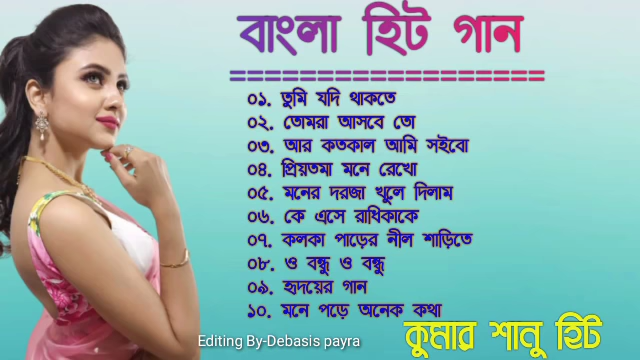 বাংলা হিট গান
===================
০১. তুমি যদি থাকতে
০২. তোমরা আসবে তো
০৩. আর কতকাল আমি সইবো
০৪. প্রিয়তমা মনে রেখো
০৫. মনের দরজা খুলে দিলাম
০৬. কে এসে রাধিকাকে
০৭. কলকা পাড়ের নীল শাড়িতে
০৮. ও বন্ধু ও বন্ধু
০৯. হৃদয়ের গান
১০. মনে পড়ে অনেক কথা
Editing By-Debasis payra
কুমার শানু হিট